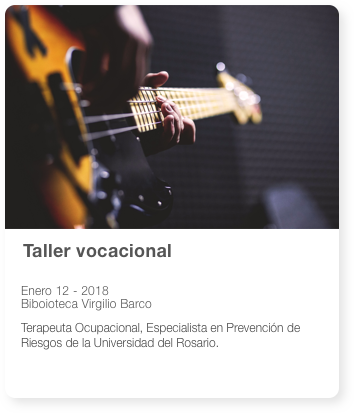 Taller vocacional
Enero 12 - 2018
Biboioteca Virgilio Barco
Terapeuta Ocupacional, Especialista en Prevención de
Riesgos de la Universidad del Rosario.